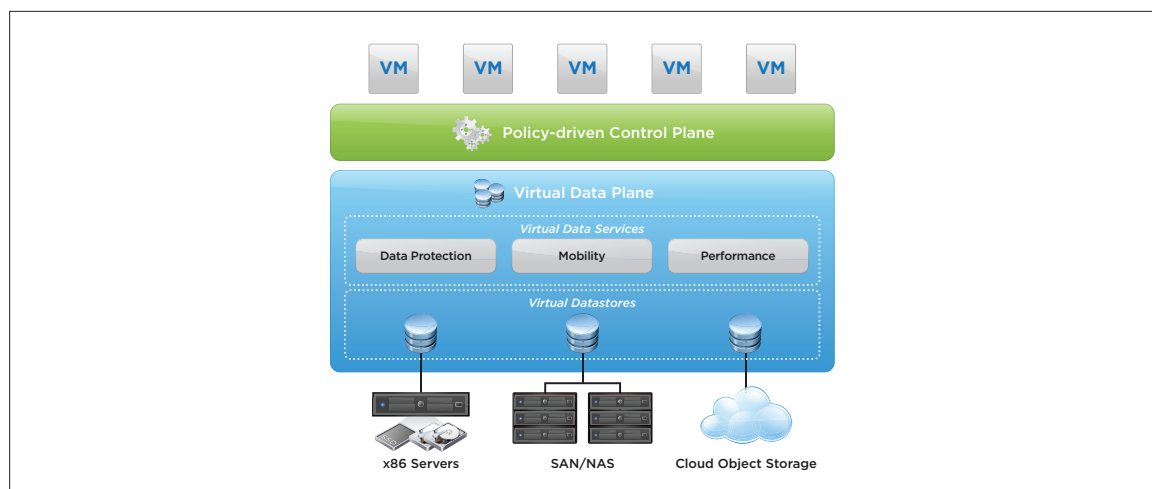 VM VM VM VM VM
Policy-driven Control Plane
Virtual Data Plane
Virtual Data Services
Data Protection Mobility Performance
Virtual Datastores
SSD
x86 Servers SAN/NAS Cloud Object Storage